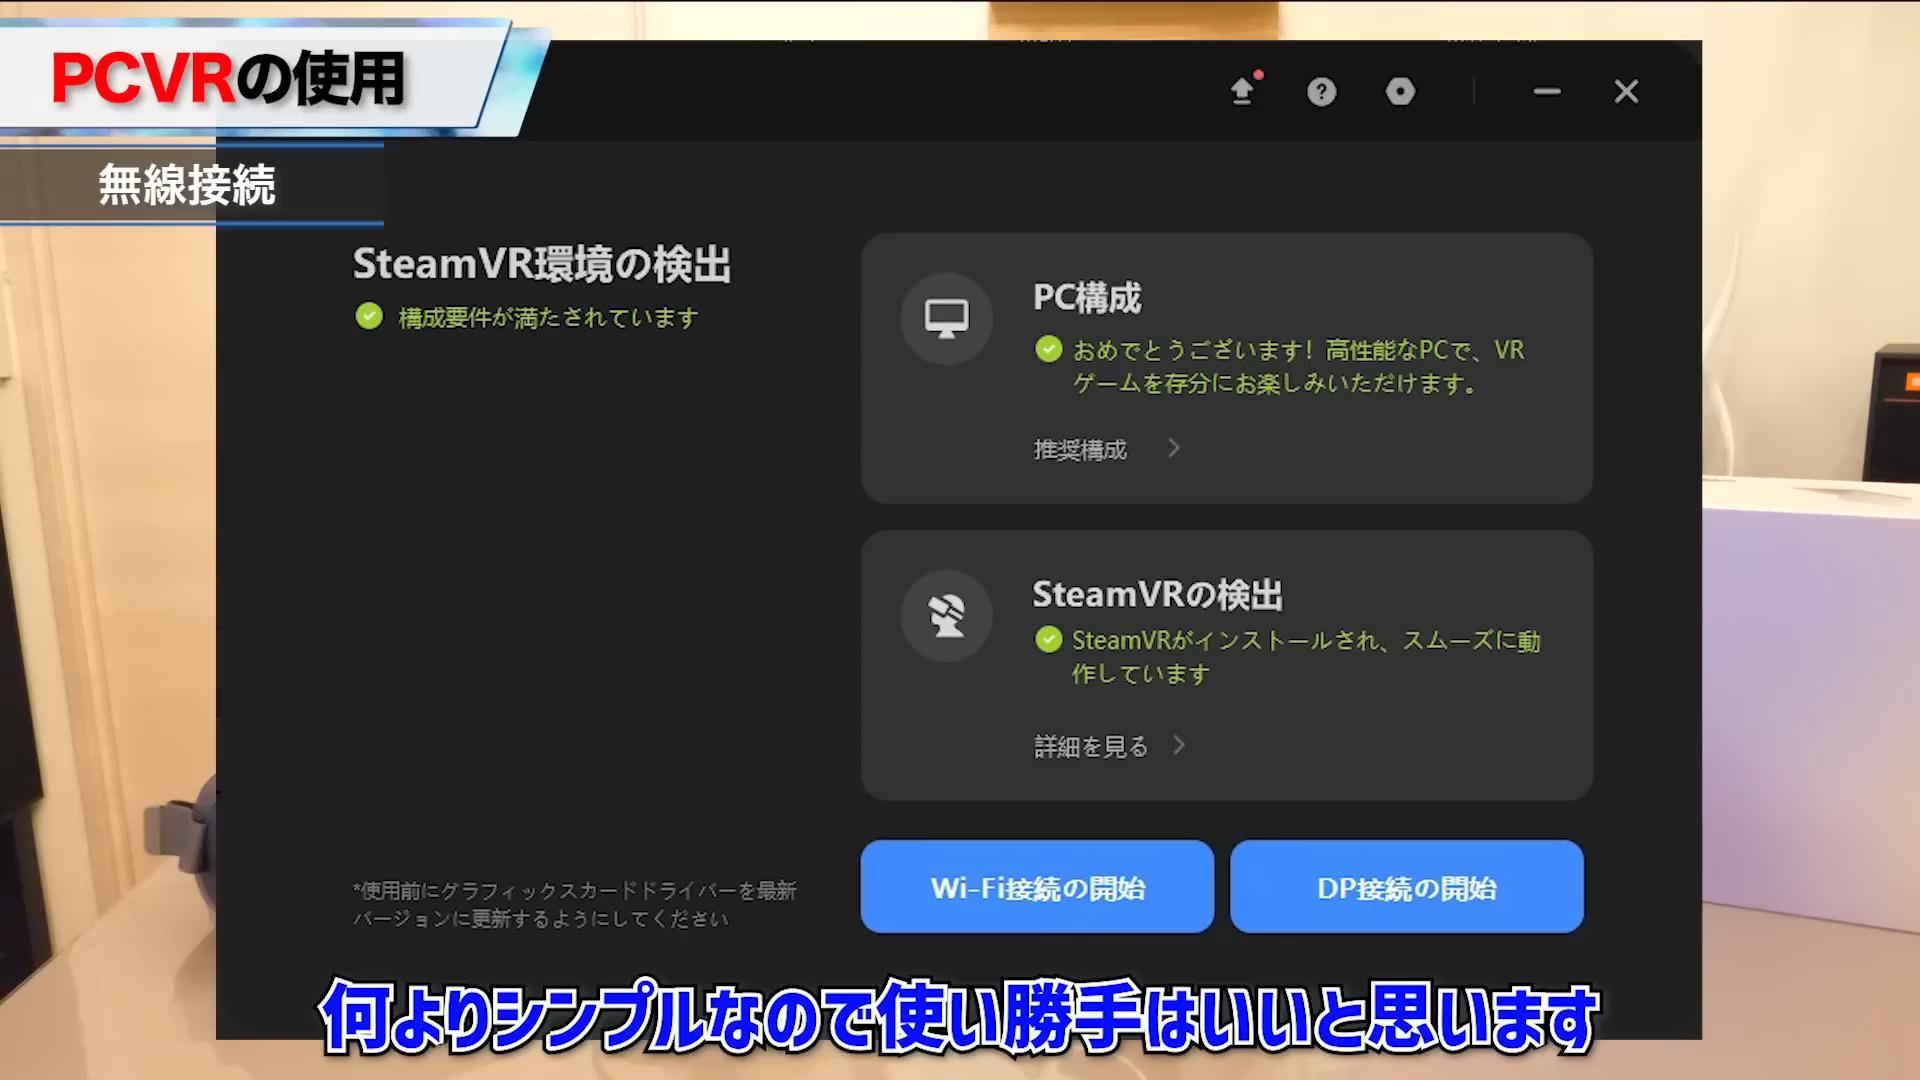 PCVRの使用
無線接続
SteamVR環境の検出
構成要件が満たされています
PC構成
おめでとうございます! 高性能なPCで、VR
ゲームを存分にお楽しみいただけます。
推奨構成
SteamVRの検出
SteamVRがインストールされ、スムーズに動
作しています
詳細を見る
*使用前にグラフィックスカードドライバーを最新
バージョンに更新するようにしてください
Wi-Fi接続の開始
DP接続の開始
何よりシンプルなので使い勝手はいいと思います